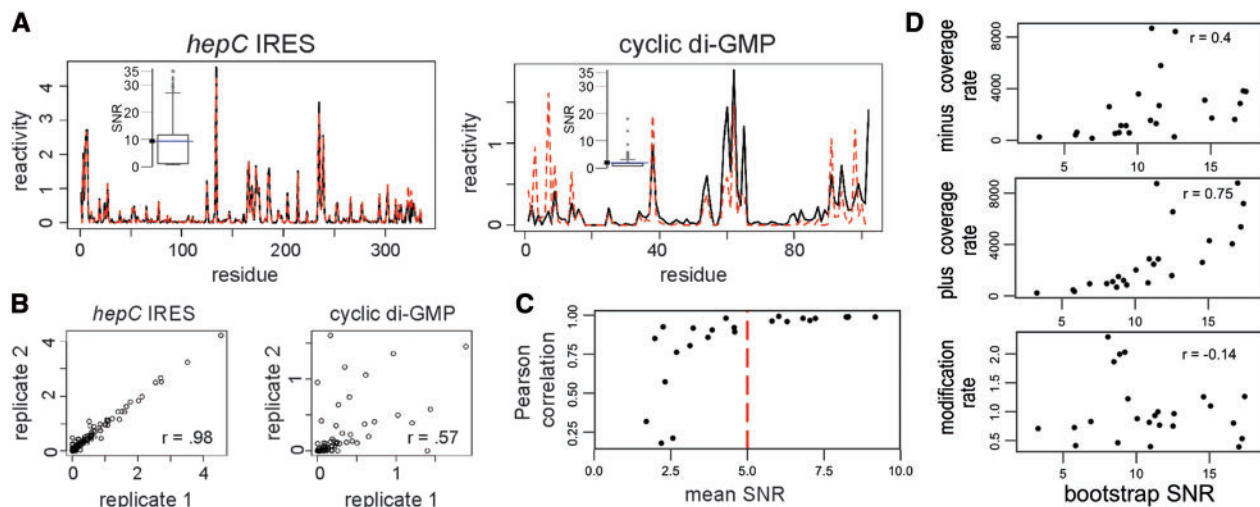 A
hepC IRES
reactivity
0 1 2 3 4
0 100 200 300
residue
SNR
0 10 20 30 35
cyclic di-GMP
reactivity
0 1
0 40 80
residue
SNR
0 10 20 30 35
B
hepC IRES
replicate 2
0 2 4
r = .98
0 2 4
replicate 1
cyclic di-GMP
replicate 2
0 1
r = .57
0 1
replicate 1
C
Pearson correlation
0.25 0.50 0.75 1.00
0.0 2.5 5.0 7.5 10.0
mean SNR
D
minus coverage rate
0 4000 8000
r = 0.4
5 10 15
plus coverage rate
0 4000 8000
r = 0.75
5 10 15
modification rate
0.5 1.0 1.5 2.0
r = -0.14
5 10 15
bootstrap SNR